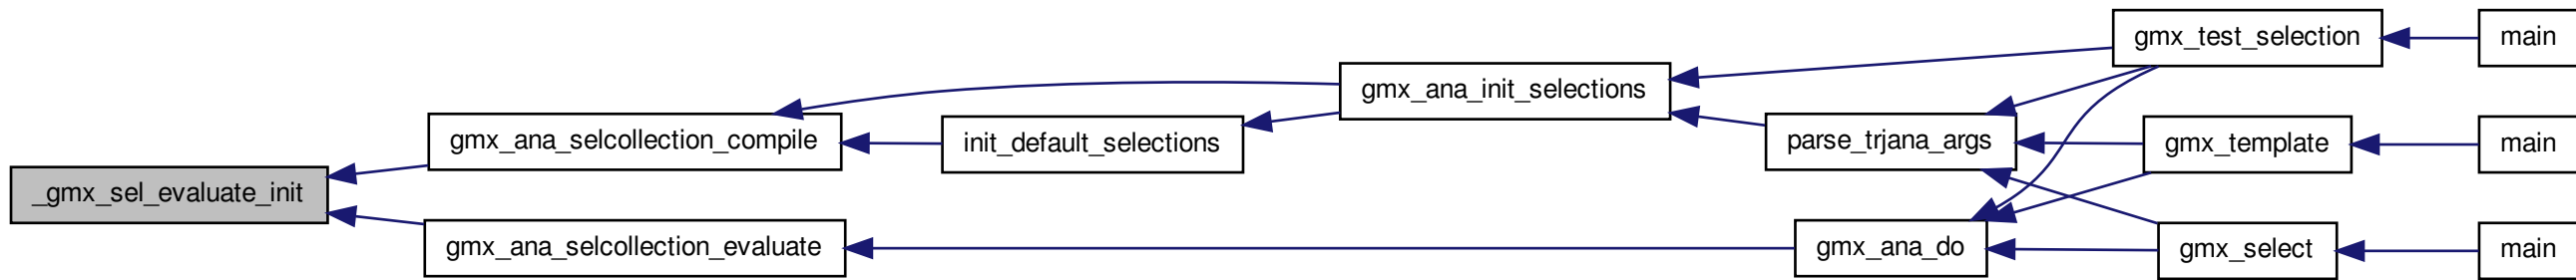 _gmx_sel_evaluate_init
gmx_ana_selcollection_compile
gmx_ana_selcollection_evaluate
init_default_selections
gmx_ana_init_selections
parse_trjana_args
gmx_ana_do
gmx_test_selection
gmx_template
gmx_select
main
main
main